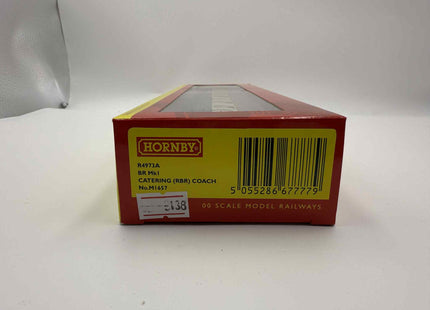 HORNBY
R4973A
BR Mk1
CATERING (RBR) COACH
No.M1657
5 055286 677779
00 SCALE MODEL RAILWAYS